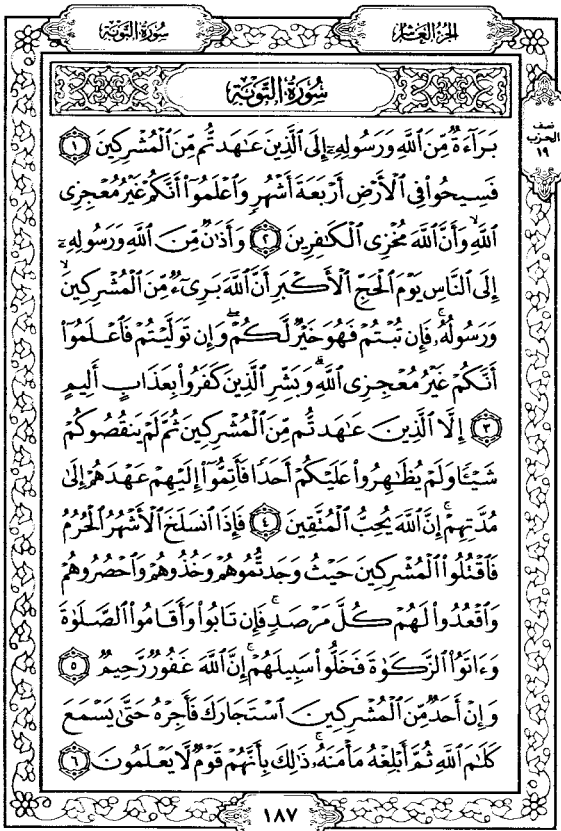 سُورَةُ التَّوْبَةِ
الجُزْءُ العَاشِرُ
سُورَةُ التَّوْبَةِ
نصف
الحزب
١٩
بَرَآءَةٌ مِّنَ ٱللَّهِ وَرَسُولِهِۦٓ إِلَى ٱلَّذِينَ عَٰهَدتُّم مِّنَ ٱلْمُشْرِكِينَ ١
فَسِيحُوا۟ فِى ٱلْأَرْضِ أَرْبَعَةَ أَشْهُرٍ وَٱعْلَمُوٓا۟ أَنَّكُمْ غَيْرُ مُعْجِزِى
ٱللَّهِ ۙ وَأَنَّ ٱللَّهَ مُخْزِى ٱلْكَٰفِرِينَ ٢ وَأَذَٰنٌ مِّنَ ٱللَّهِ وَرَسُولِهِۦٓ
إِلَى ٱلنَّاسِ يَوْمَ ٱلْحَجِّ ٱلْأَكْبَرِ أَنَّ ٱللَّهَ بَرِىٓءٌ مِّنَ ٱلْمُشْرِكِينَ ۙ
وَرَسُولُهُۥ ۚ فَإِن تُبْتُمْ فَهُوَ خَيْرٌ لَّكُمْ ۖ وَإِن تَوَلَّيْتُمْ فَٱعْلَمُوٓا۟
أَنَّكُمْ غَيْرُ مُعْجِزِى ٱللَّهِ ۗ وَبَشِّرِ ٱلَّذِينَ كَفَرُوا۟ بِعَذَابٍ أَلِيمٍ
٣ إِلَّا ٱلَّذِينَ عَٰهَدتُّم مِّنَ ٱلْمُشْرِكِينَ ثُمَّ لَمْ يَنقُصُوكُمْ
شَيْـًٔا وَلَمْ يُظَٰهِرُوا۟ عَلَيْكُمْ أَحَدًا فَأَتِمُّوٓا۟ إِلَيْهِمْ عَهْدَهُمْ إِلَىٰ
مُدَّتِهِمْ ۚ إِنَّ ٱللَّهَ يُحِبُّ ٱلْمُتَّقِينَ ٤ فَإِذَا ٱنسَلَخَ ٱلْأَشْهُرُ ٱلْحُرُمُ
فَٱقْتُلُوا۟ ٱلْمُشْرِكِينَ حَيْثُ وَجَدتُّمُوهُمْ وَخُذُوهُمْ وَٱحْصُرُوهُمْ
وَٱقْعُدُوا۟ لَهُمْ كُلَّ مَرْصَدٍ ۚ فَإِن تَابُوا۟ وَأَقَامُوا۟ ٱلصَّلَوٰةَ
وَءَاتَوُا۟ ٱلزَّكَوٰةَ فَخَلُّوا۟ سَبِيلَهُمْ ۚ إِنَّ ٱللَّهَ غَفُورٌ رَّحِيمٌ ٥
وَإِنْ أَحَدٌ مِّنَ ٱلْمُشْرِكِينَ ٱسْتَجَارَكَ فَأَجِرْهُ حَتَّىٰ يَسْمَعَ
كَلَٰمَ ٱللَّهِ ثُمَّ أَبْلِغْهُ مَأْمَنَهُۥ ۚ ذَٰلِكَ بِأَنَّهُمْ قَوْمٌ لَّا يَعْلَمُونَ ٦
١٨٧